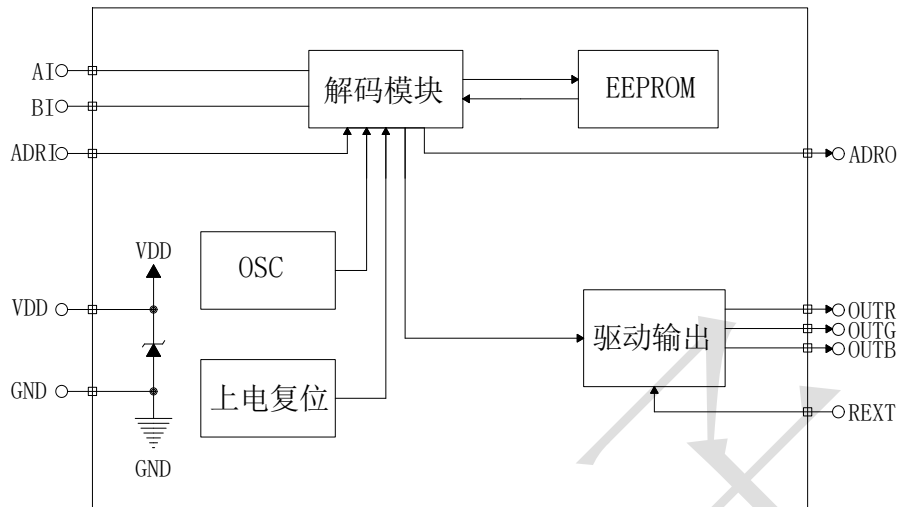 AI
解码模块
EEPROM
BI
ADRI
ADRO
OSC
VDD
VDD
OUTR
驱动输出
OUTG
OUTB
GND
上电复位
REXT
GND